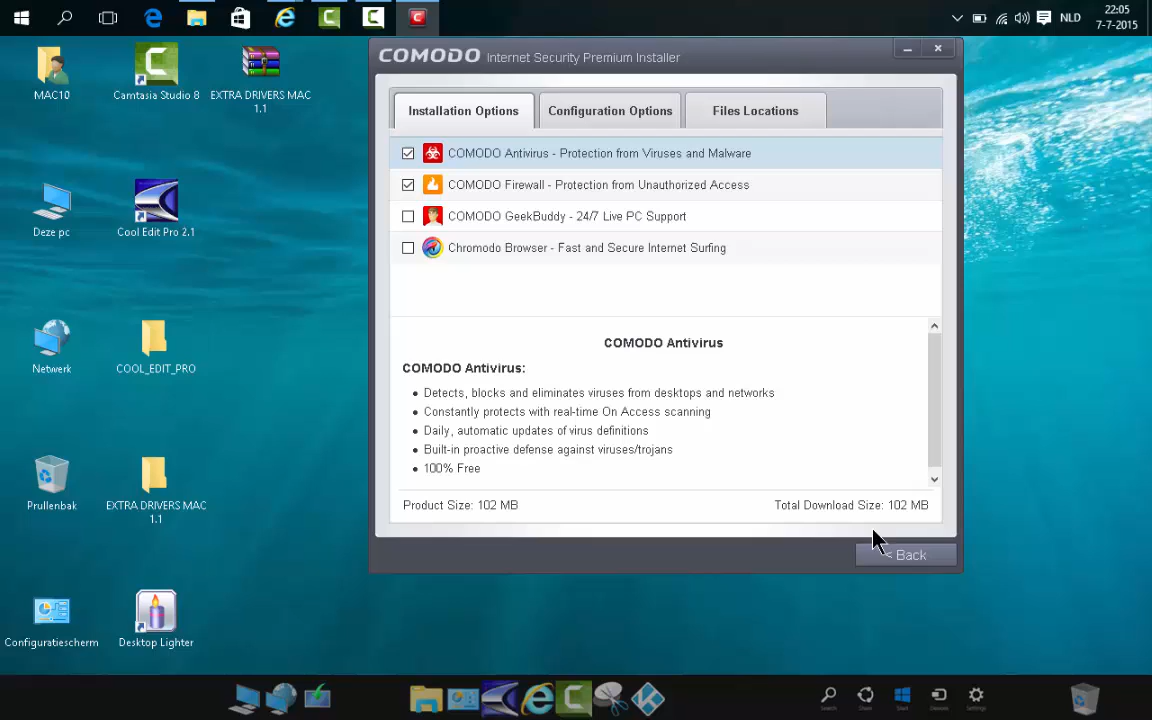 22:05
NLD
7-7-2015
MAC10
Camtasia Studio 8
EXTRA DRIVERS MAC
1.1
Deze pc
Cool Edit Pro 2.1
Netwerk
COOL_EDIT_PRO
Prullenbak
EXTRA DRIVERS MAC
1.1
Configuratiescherm
Desktop Lighter
COMODO Internet Security Premium Installer
Installation Options
Configuration Options
Files Locations
COMODO Antivirus - Protection from Viruses and Malware
COMODO Firewall - Protection from Unauthorized Access
COMODO GeekBuddy - 24/7 Live PC Support
Chromodo Browser - Fast and Secure Internet Surfing
COMODO Antivirus
COMODO Antivirus:
• Detects, blocks and eliminates viruses from desktops and networks
• Constantly protects with real-time On Access scanning
• Daily, automatic updates of virus definitions
• Built-in proactive defense against viruses/trojans
• 100% Free
Product Size: 102 MB
Total Download Size: 102 MB
< Back
Search
Share
Start
Devices
Settings